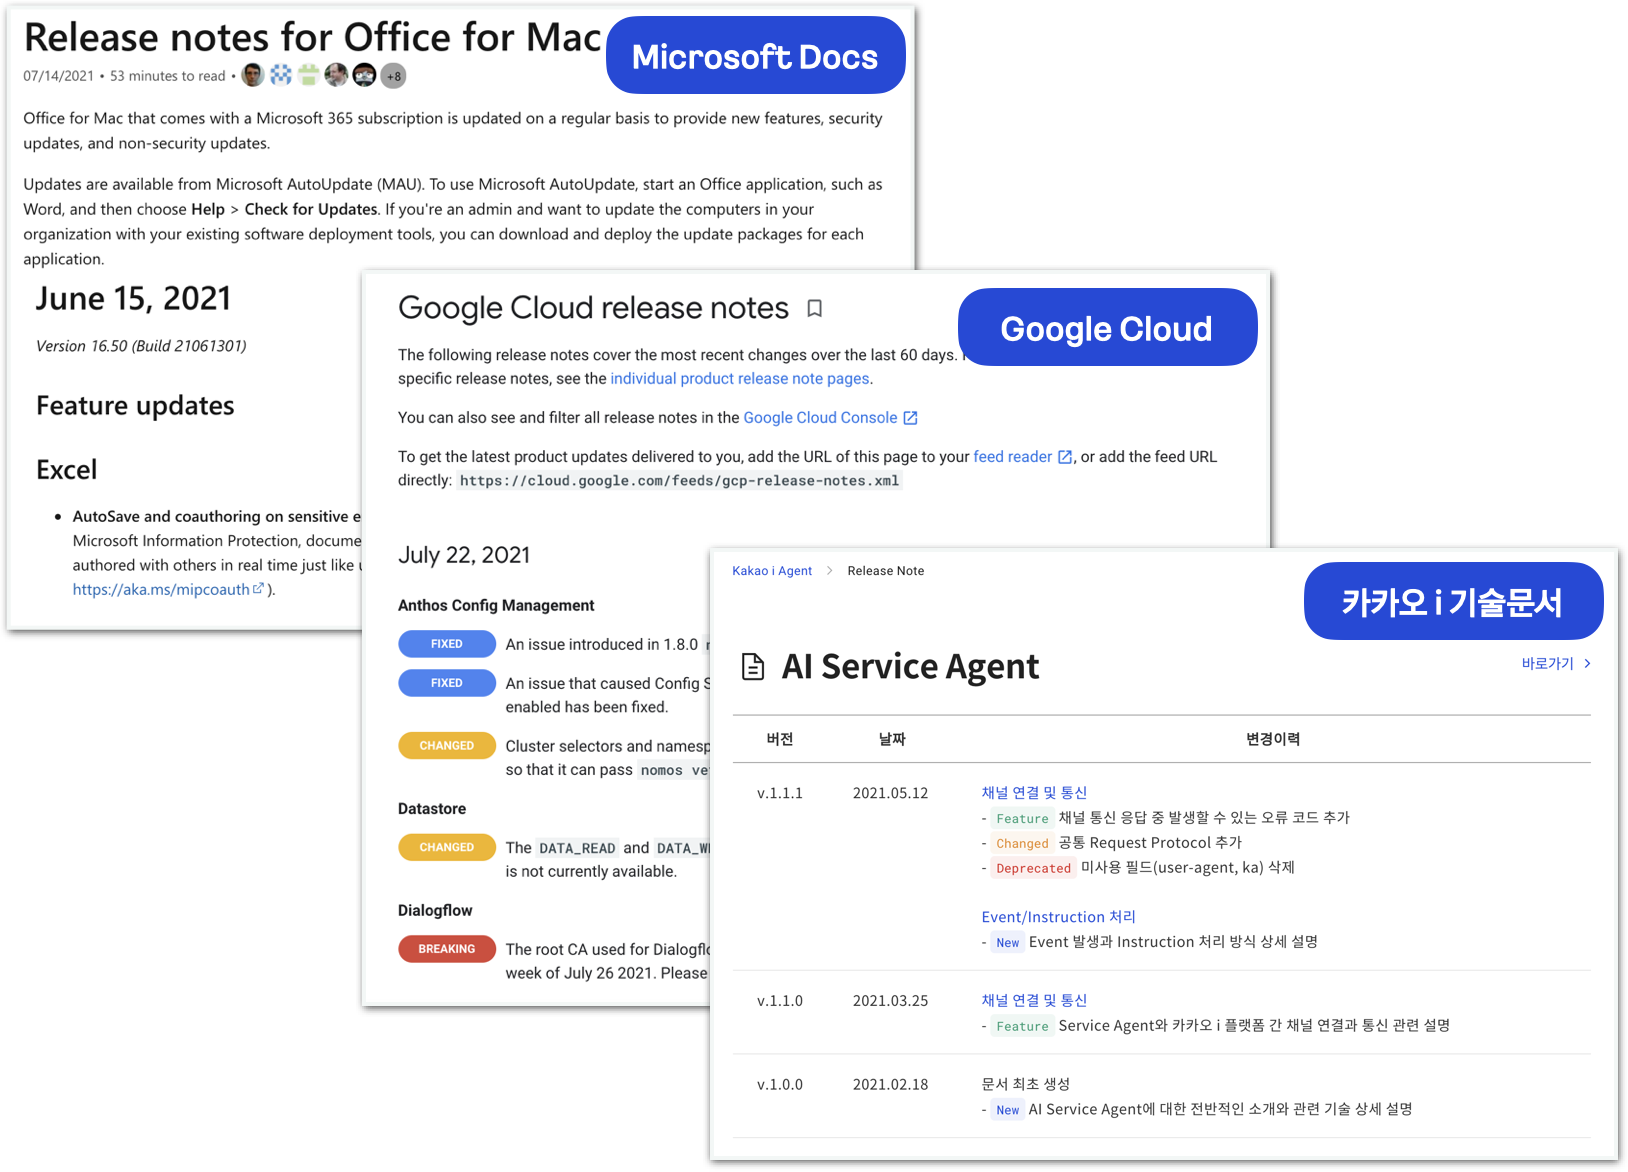 Release notes for Office for Mac
Microsoft Docs
07/14/2021 • 53 minutes to read •
+8
Office for Mac that comes with a Microsoft 365 subscription is updated on a regular basis to provide new features, security
updates, and non-security updates.
Updates are available from Microsoft AutoUpdate (MAU). To use Microsoft AutoUpdate, start an Office application, such as
Word, and then choose Help > Check for Updates. If you're an admin and want to update the computers in your
organization with your existing software deployment tools, you can download and deploy the update packages for each
application.
June 15, 2021
Version 16.50 (Build 21061301)
Feature updates
Excel
• AutoSave and coauthoring on sensitive
Microsoft Information Protection,
authored with others in real time just like
https://aka.ms/mipcoauth ).
Google Cloud release notes
Google Cloud
The following release notes cover the most recent changes over the last 60 days.
specific release notes, see the individual product release note pages.
You can also see and filter all release notes in the Google Cloud Console
To get the latest product updates delivered to you, add the URL of this page to your feed reader , or add the feed URL
directly: https://cloud.google.com/feeds/gcp-release-notes.xml
July 22, 2021
Anthos Config Management
FIXED An issue introduced in 1.8.0
FIXED An issue that caused Config
enabled has been fixed.
CHANGED Cluster selectors and
so that it can pass nomos
Datastore
CHANGED The DATA_READ and
is not currently available.
Dialogflow
BREAKING The root CA used for
week of July 26 2021. Please
Kakao i Agent > Release Note
카카오 i 기술문서
AI Service Agent
바로가기 >
버전 날짜 변경이력
v.1.1.1 2021.05.12 채널 연결 및 통신
- Feature 채널 통신 응답 중 발생할 수 있는 오류 코드 추가
- Changed 공통 Request Protocol 추가
- Deprecated 미사용 필드(user-agent, ka) 삭제
Event/Instruction 처리
- New Event 발생과 Instruction 처리 방식 상세 설명
v.1.1.0 2021.03.25 채널 연결 및 통신
- Feature Service Agent와 카카오 i 플랫폼 간 채널 연결과 통신 관련 설명
v.1.0.0 2021.02.18 문서 최초 생성
- New AI Service Agent에 대한 전반적인 소개와 관련 기술 상세 설명